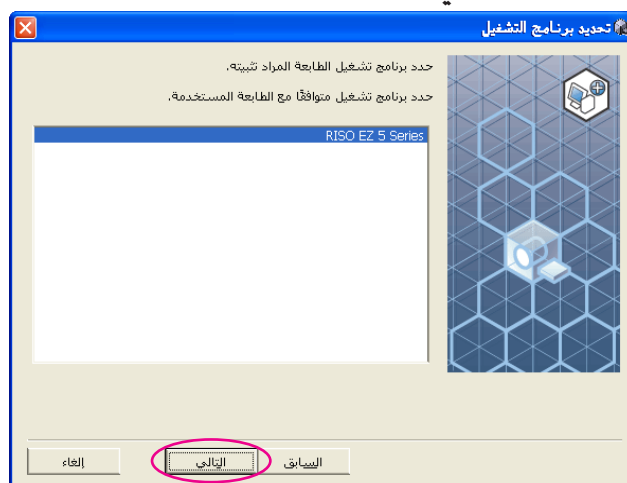 تحديد برنامج التشغيل
حدد برنامج تشغيل الطابعة المراد تثبيته.
حدد برنامج تشغيل متوافقًا مع الطابعة المستخدمة.
RISO EZ 5 Series
السابق
التالي
إلغاء